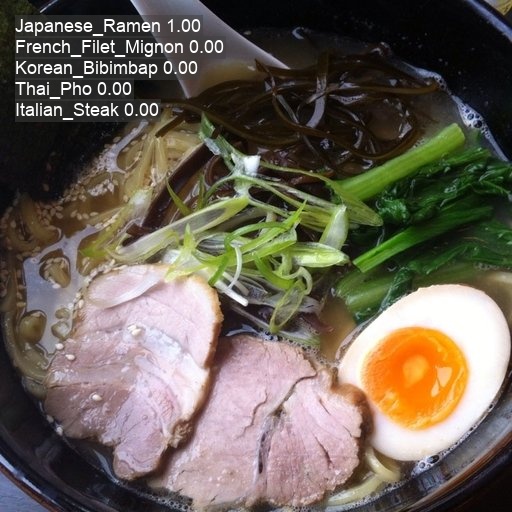 Japanese_Ramen 1.00
French_Filet_Mignon 0.00
Korean_Bibimbap 0.00
Thai_Pho 0.00
Italian_Steak 0.00